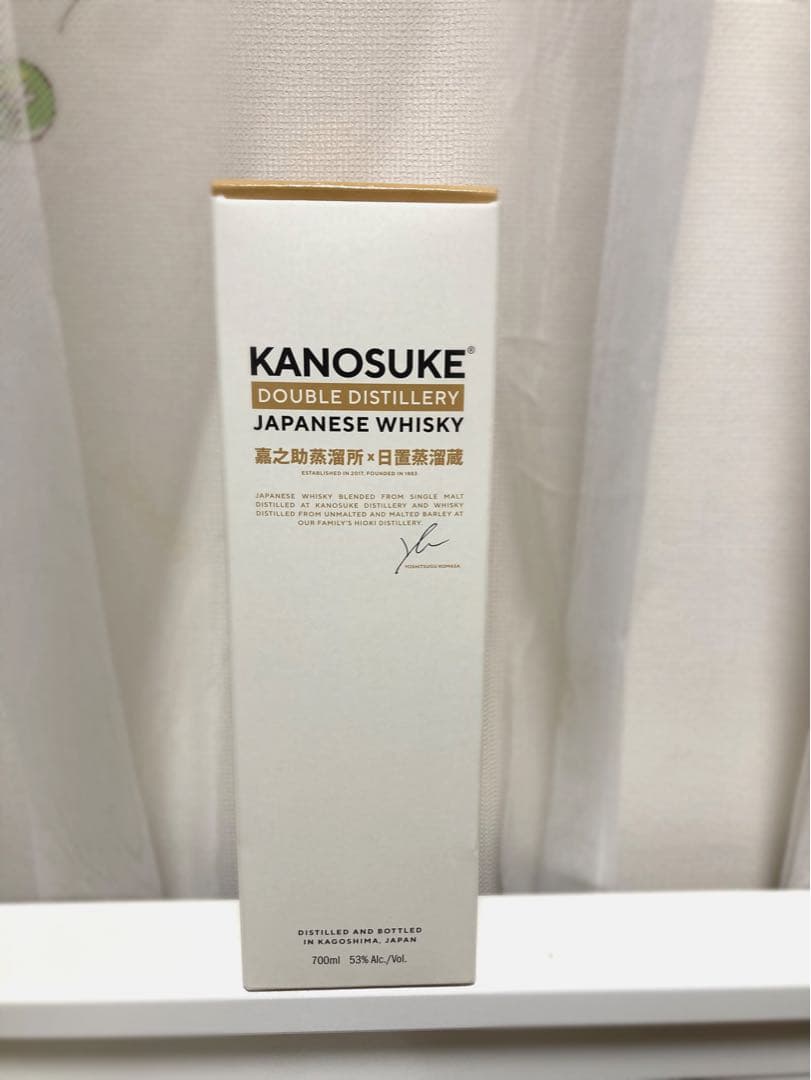 KANOSUKE®
DOUBLE DISTILLERY
JAPANESE WHISKY
嘉之助蒸溜所×日置蒸溜蔵
ESTABLISHED IN 2017, FOUNDED IN 1883
JAPANESE WHISKY BLENDED FROM SINGLE MALT
DISTILLED AT KANOSUKE DISTILLERY AND WHISKY
DISTILLED FROM UNMALTED AND MALTED BARLEY AT
OUR FAMILY'S HIOKI DISTILLERY.
YOSHITSUGU KOMASA
DISTILLED AND BOTTLED
IN KAGOSHIMA, JAPAN
700ml 53% Alc./Vol.